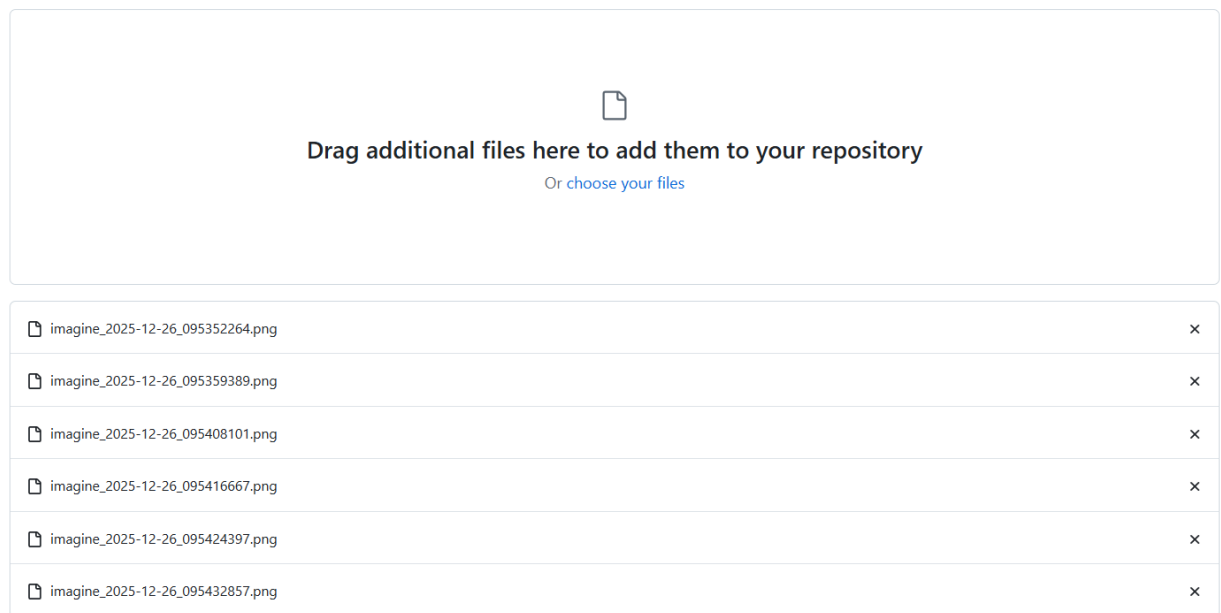 Drag additional files here to add them to your repository
Or choose your files
imagine_2025-12-26_095352264.png
imagine_2025-12-26_095359389.png
imagine_2025-12-26_095408101.png
imagine_2025-12-26_095416667.png
imagine_2025-12-26_095424397.png
imagine_2025-12-26_095432857.png